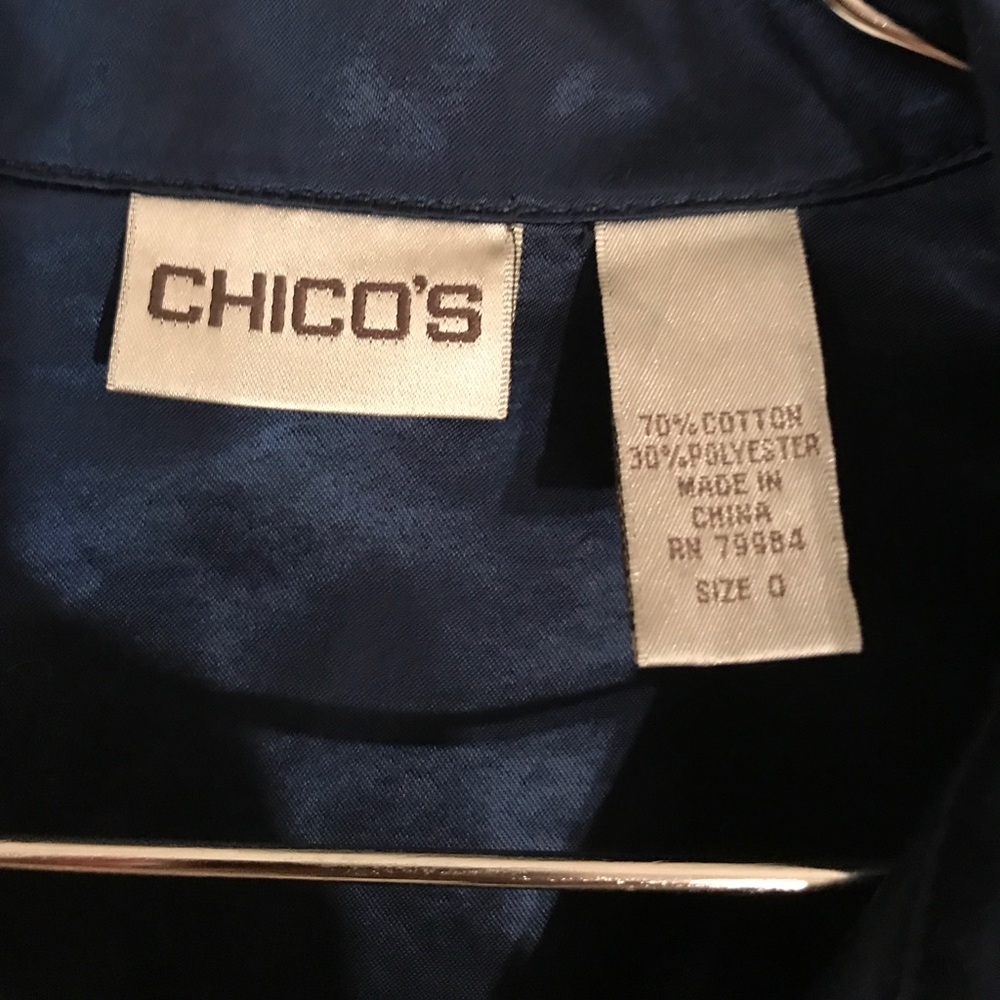 CHICO'S
70% COTTON
30% POLYESTER
MADE IN
CHINA
RN 79984
SIZE 0